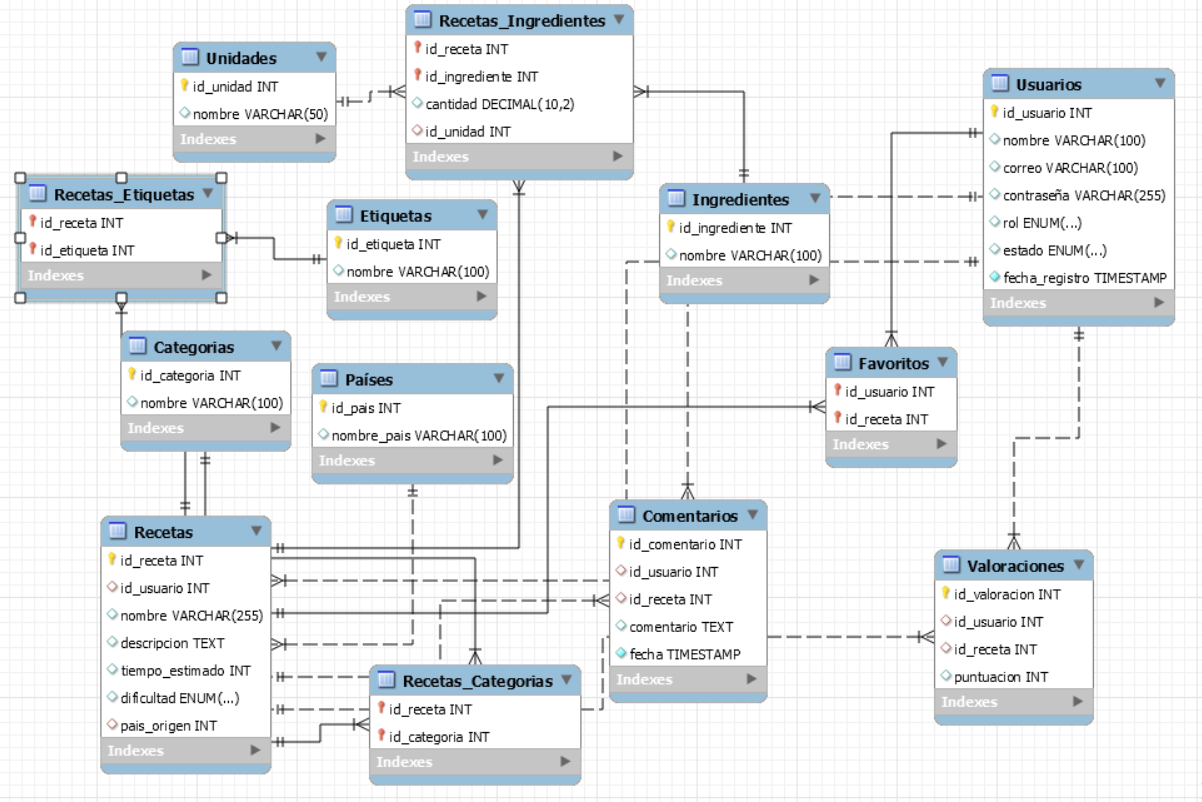 Recetas_Ingredientes
id_receta INT
id_ingrediente INT
cantidad DECIMAL(10,2)
id_unidad INT
Indexes
Unidades
id_unidad INT
nombre VARCHAR(50)
Indexes
Usuarios
id_usuario INT
nombre VARCHAR(100)
correo VARCHAR(100)
contraseña VARCHAR(255)
rol ENUM(...)
estado ENUM(...)
fecha_registro TIMESTAMP
Indexes
Recetas_Etiquetas
id_receta INT
id_etiqueta INT
Indexes
Etiquetas
id_etiqueta INT
nombre VARCHAR(100)
Indexes
Ingredientes
id_ingrediente INT
nombre VARCHAR(100)
Indexes
Categorias
id_categoria INT
nombre VARCHAR(100)
Indexes
Países
id_pais INT
nombre_pais VARCHAR(100)
Indexes
Favoritos
id_usuario INT
id_receta INT
Indexes
Recetas
id_receta INT
id_usuario INT
nombre VARCHAR(255)
descripcion TEXT
tiempo_estimado INT
dificultad ENUM(...)
pais_origen INT
Indexes
Comentarios
id_comentario INT
id_usuario INT
id_receta INT
comentario TEXT
fecha TIMESTAMP
Indexes
Valoraciones
id_valoracion INT
id_usuario INT
id_receta INT
puntuacion INT
Indexes
Recetas_Categorias
id_receta INT
id_categoria INT
Indexes